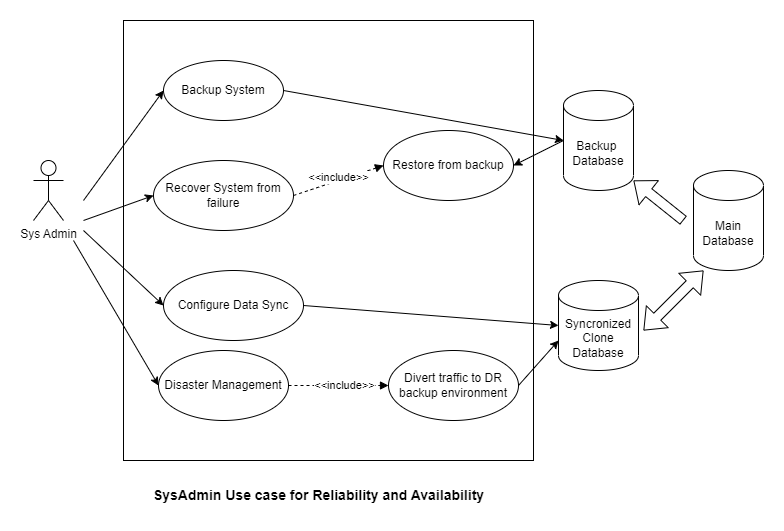 Backup System
Backup
Database
<<include>>
Restore from backup
Recover System from
failure
Sys Admin
Main
Database
Configure Data Sync
Syncronized
Clone
Database
Disaster Management
<<include>>
Divert traffic to DR
backup environment
SysAdmin Use case for Reliability and Availability